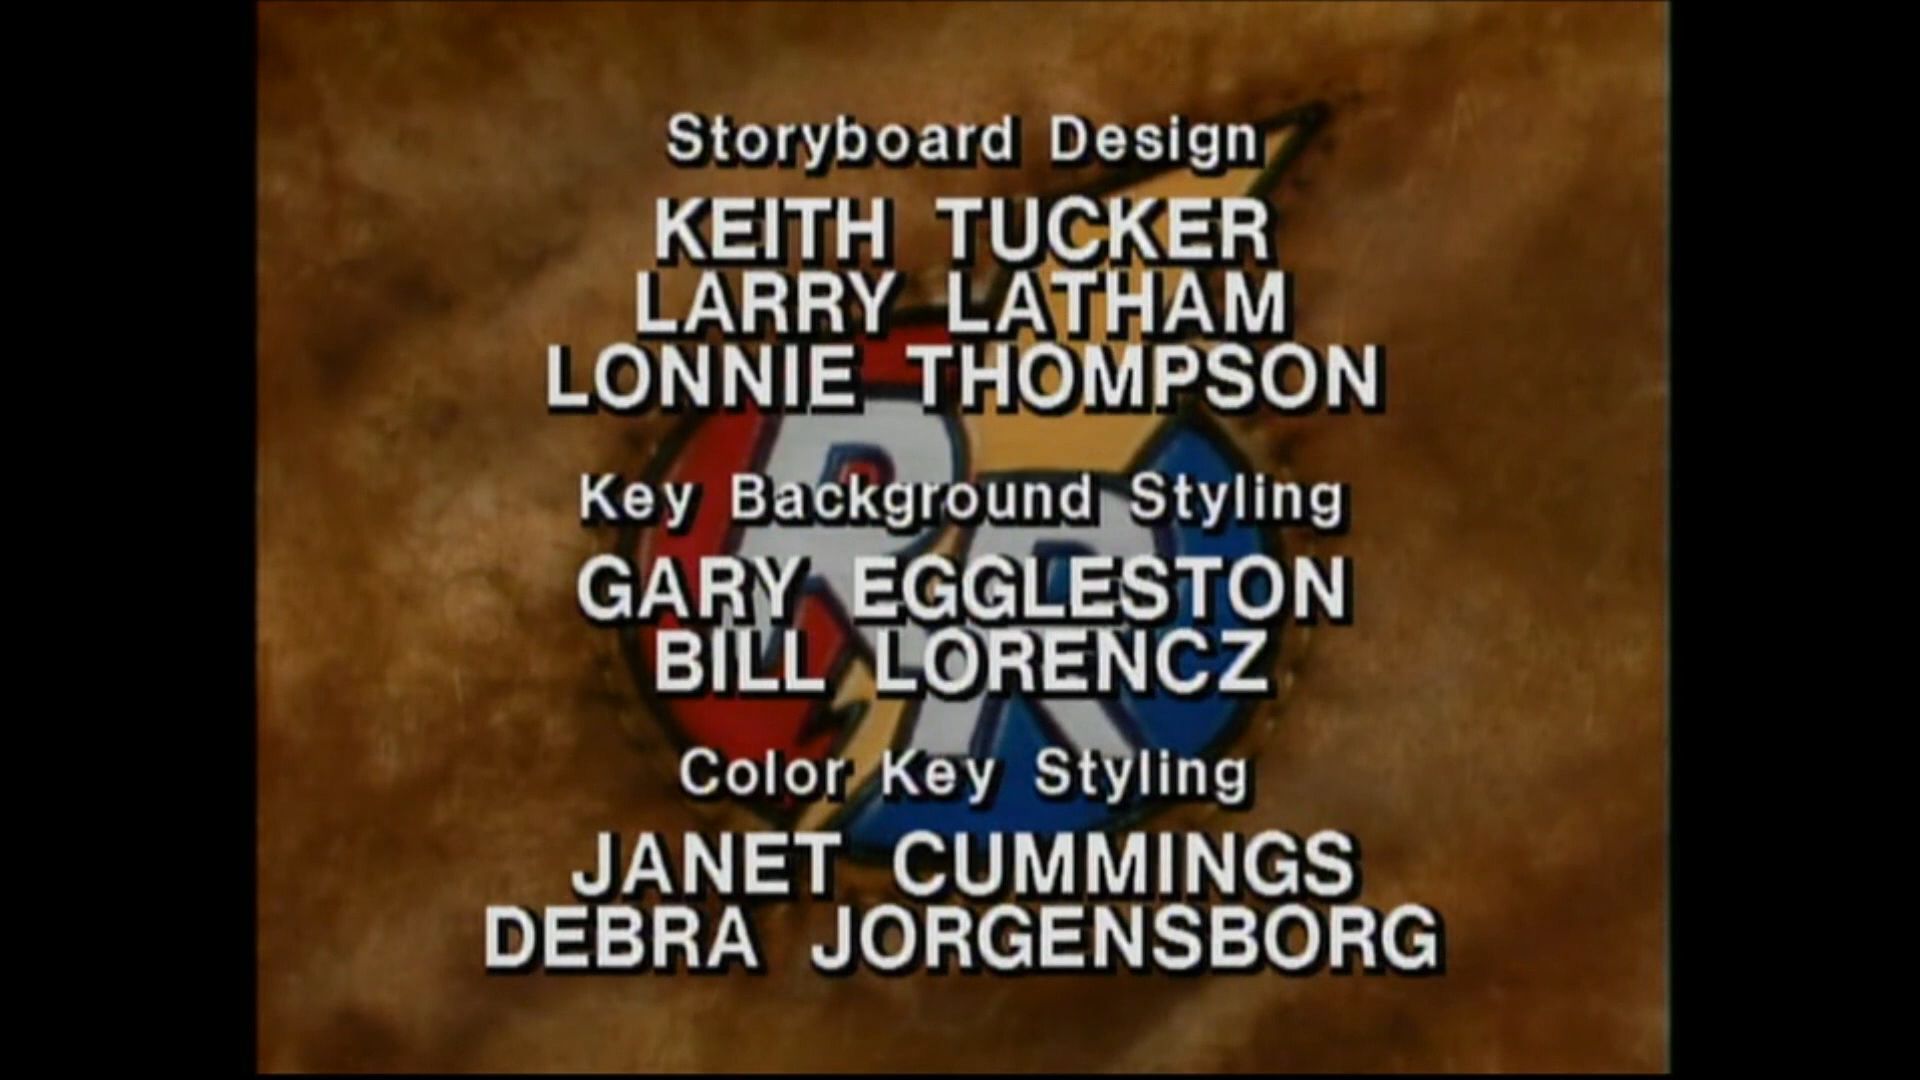 Storyboard Design
KEITH TUCKER
LARRY LATHAM
LONNIE THOMPSON
Key Background Styling
GARY EGGLESTON
BILL LORENCZ
Color Key Styling
JANET CUMMINGS
DEBRA JORGENSBORG
RR